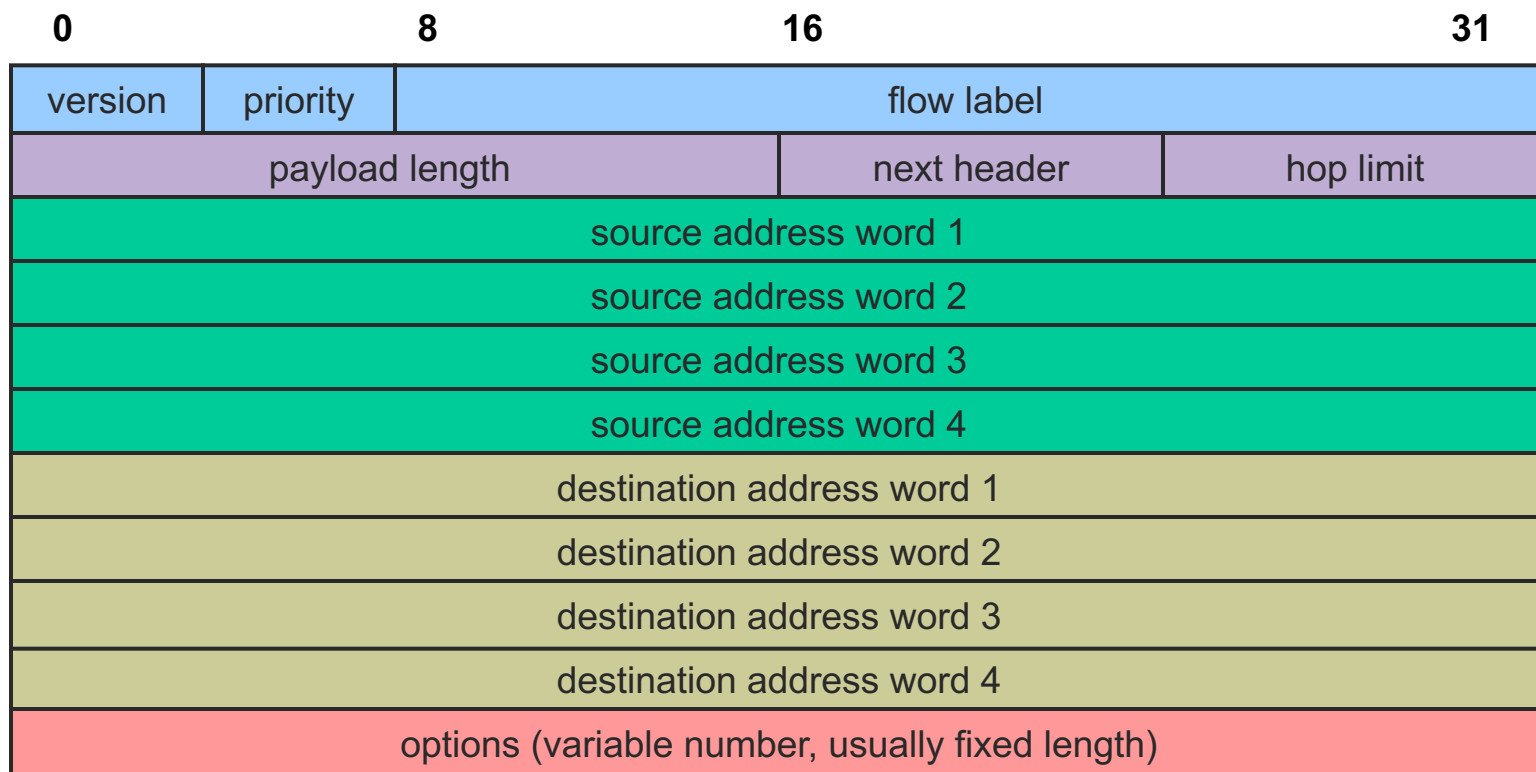 0 8 16 31
version priority flow label
payload length next header hop limit
source address word 1
source address word 2
source address word 3
source address word 4
destination address word 1
destination address word 2
destination address word 3
destination address word 4
options (variable number, usually fixed length)